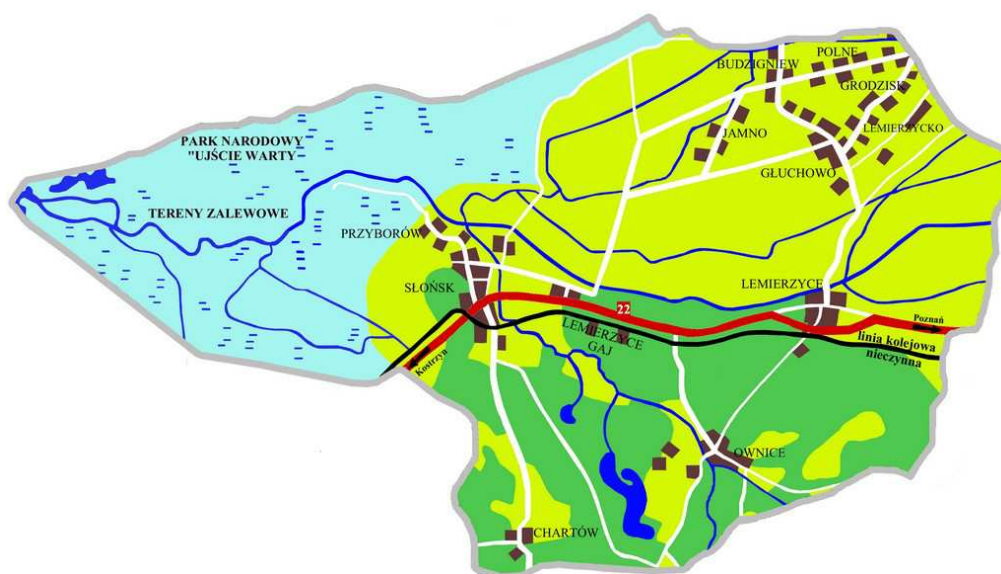 POLNE
BUDZIGNIEW
GRODZISK
JAMNO
LEMIERZYCKO
PARK NARODOWY
"UJŚCIE WARTY
GŁUCHOWO
TERENY ZALEWOWE
PRZYBORÓW
SŁOŃSK
LEMIERZYCE
22
Poznań
LEMIERZYCE
GAJ
linia kolejowa
nieczynna
Kostrzyn
OWNICE
CHARTÓW